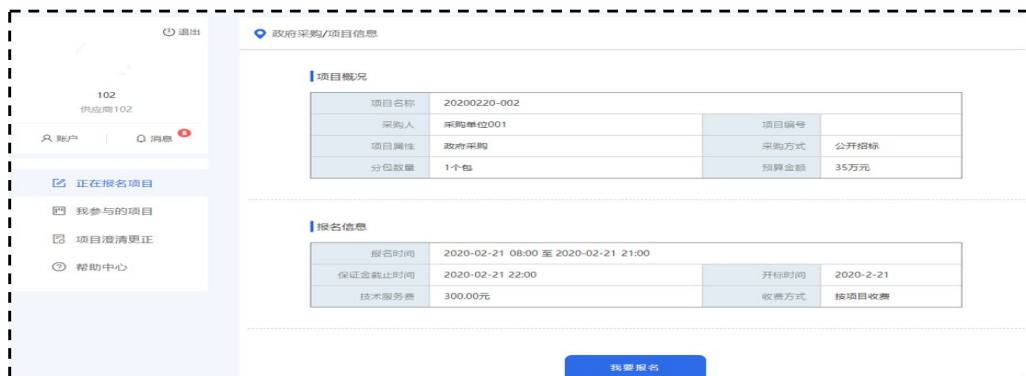 退出
102
供应商102
账户
消息
正在报名项目
我参与的项目
项目澄清更正
帮助中心
政府采购/项目信息
项目概况
项目名称 20200220-002
采购人 采购单位001 项目编号
项目属性 政府采购 采购方式 公开招标
分包数量 1个包 预算金额 35万元
报名信息
报名时间 2020-02-21 08:00 至 2020-02-21 21:00
保证金截止时间 2020-02-21 22:00 开标时间 2020-2-21
技术服务费 300.00元 收费方式 按项目收费
我要报名